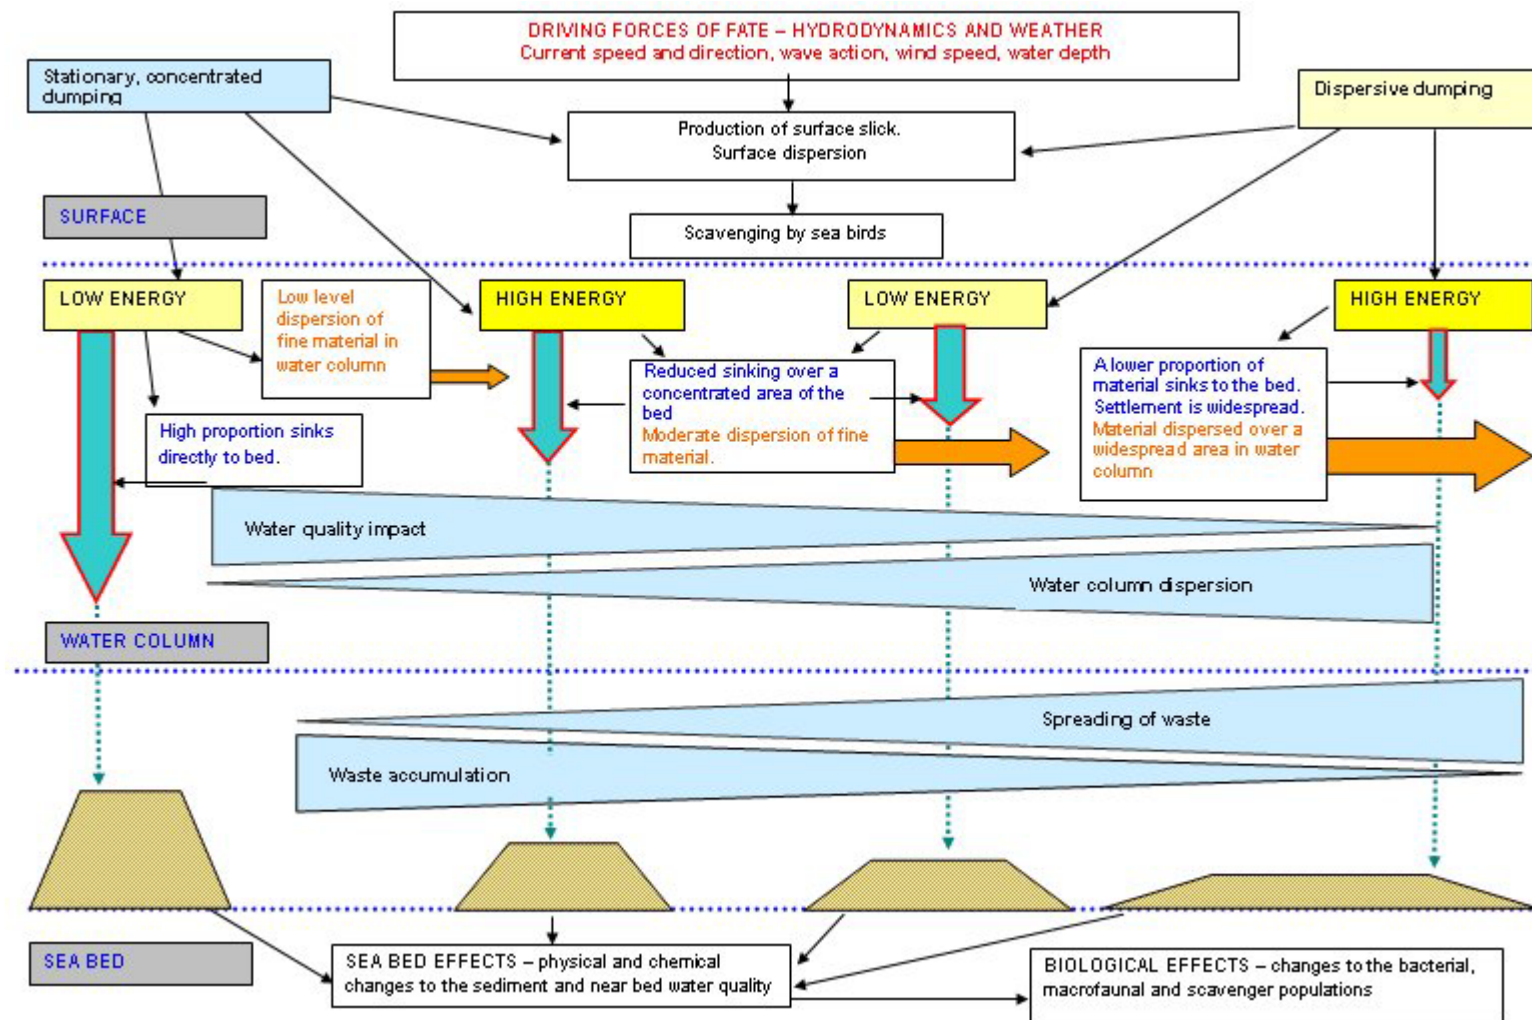 DRIVING FORCES OF FATE – HYDRODYNAMICS AND WEATHER
Current speed and direction, wave action, wind speed, water depth
Stationary, concentrated
dumping
Dispersive dumping
Production of surface slick.
Surface dispersion
SURFACE
Scavenging by sea birds
LOW ENERGY
Low level
dispersion of
fine material in
water column
HIGH ENERGY
LOW ENERGY
HIGH ENERGY
High proportion sinks
directly to bed.
Reduced sinking over a
concentrated area of the
bed
Moderate dispersion of fine
material.
A lower proportion of
material sinks to the bed.
Settlement is widespread.
Material dispersed over a
widespread area in water
column
Water quality impact
Water column dispersion
WATER COLUMN
Spreading of waste
Waste accumulation
SEA BED
SEA BED EFFECTS – physical and chemical
changes to the sediment and near bed water quality
BIOLOGICAL EFFECTS – changes to the bacterial,
macrofaunal and scavenger populations